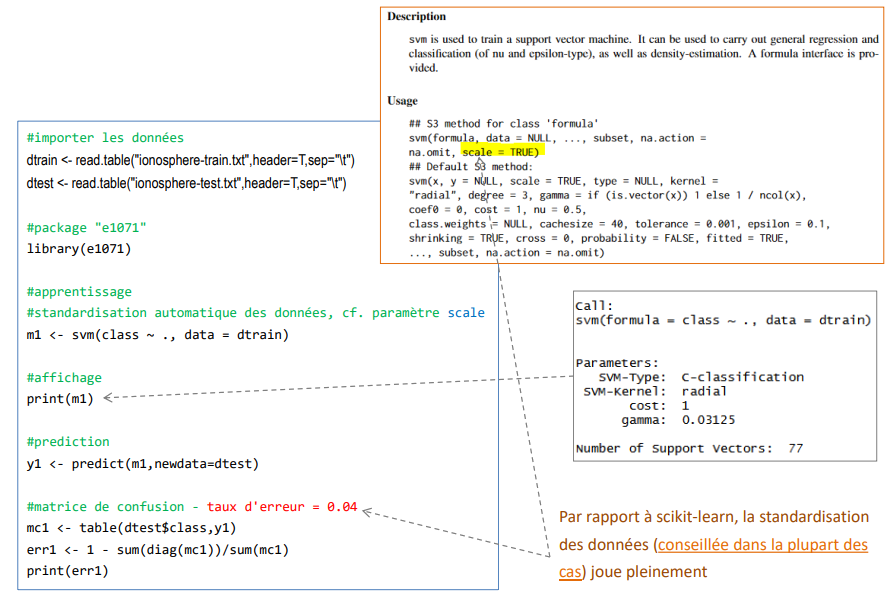 Description
svm is used to train a support vector machine. It can be used to carry out general regression and
classification (of nu and epsilon-type), as well as density-estimation. A formula interface is pro-
vided.
Usage
## S3 method for class 'formula'
svm(formula, data = NULL, ..., subset, na.action =
na.omit, scale = TRUE)
## Default S3 method:
svm(x, y = NULL, scale = TRUE, type = NULL, kernel =
"radial", degree = 3, gamma = if (is.vector(x)) 1 else 1 / ncol(x),
coef0 = 0, cost = 1, nu = 0.5,
class.weights = NULL, cachesize = 40, tolerance = 0.001, epsilon = 0.1,
shrinking = TRUE, cross = 0, probability = FALSE, fitted = TRUE,
..., subset, na.action = na.omit)
#importer les données
dtrain <- read.table("ionosphere-train.txt",header=T,sep="\t")
dtest <- read.table("ionosphere-test.txt",header=T,sep="\t")
#package "e1071"
library(e1071)
#apprentissage
#standardisation automatique des données, cf. paramètre scale
m1 <- svm(class ~ ., data = dtrain)
#affichage
print(m1)
#prediction
y1 <- predict(m1,newdata=dtest)
#matrice de confusion - taux d'erreur = 0.04
mc1 <- table(dtest$class,y1)
err1 <- 1 - sum(diag(mc1))/sum(mc1)
print(err1)
Call:
svm(formula = class ~ ., data = dtrain)
Parameters:
SVM-Type: C-classification
SVM-Kernel: radial
cost: 1
gamma: 0.03125
Number of Support Vectors: 77
Par rapport à scikit-learn, la standardisation
des données (conseillée dans la plupart des
cas) joue pleinement